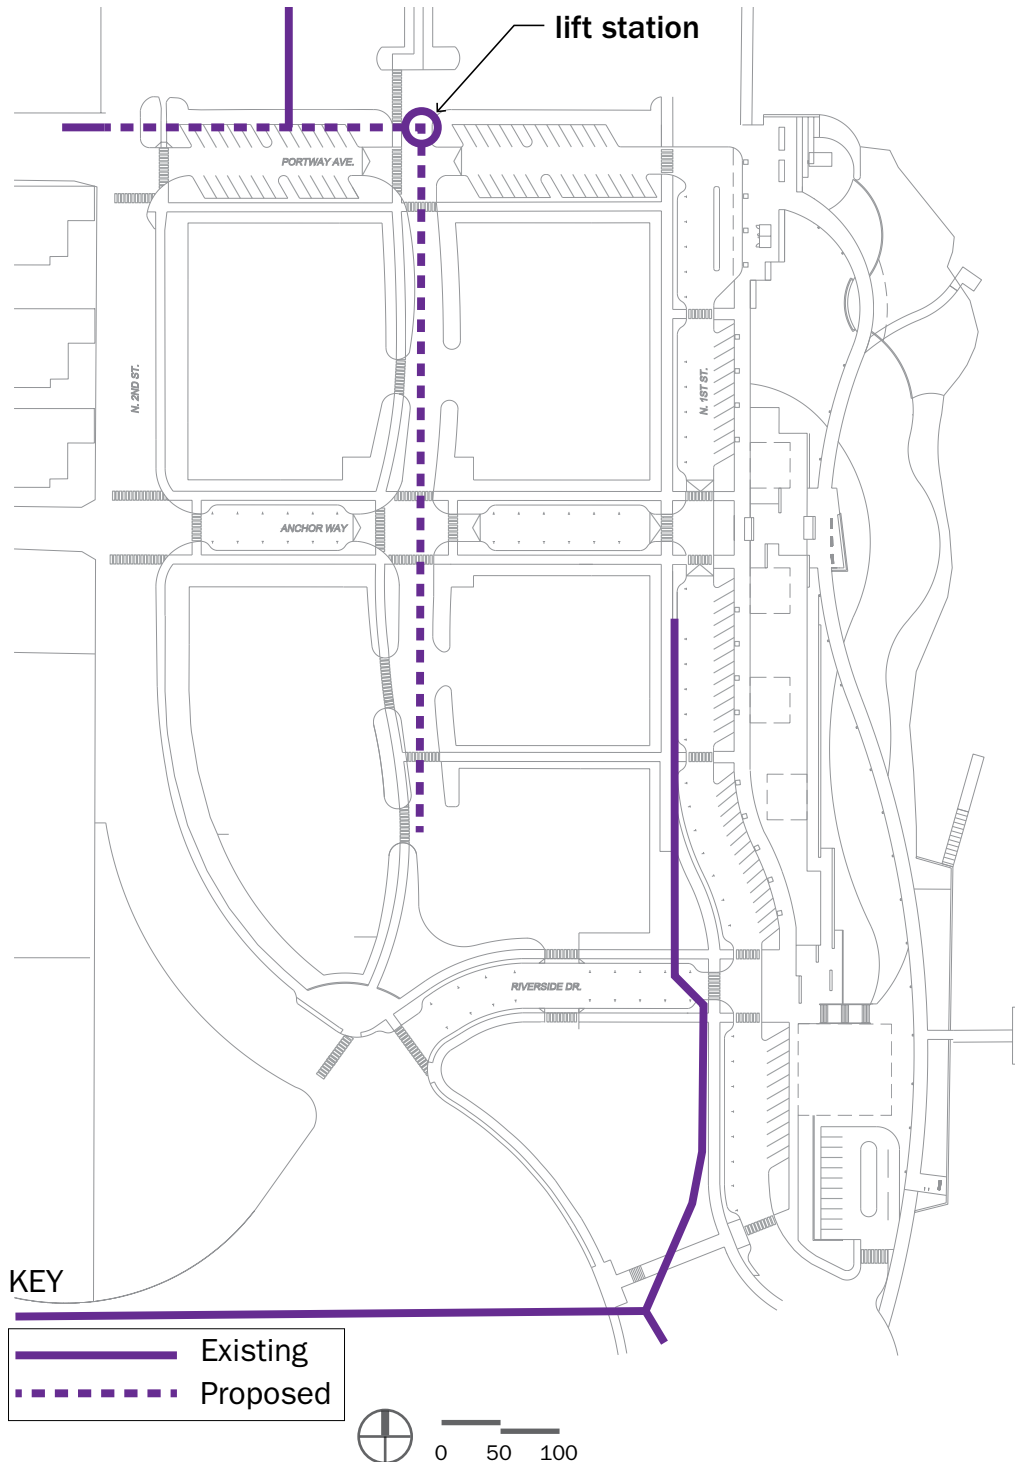 lift station
PORTWAY AVE.
N. 2ND ST.
N. 1ST ST.
ANCHOR WAY
RIVERSIDE DR.
KEY
Existing
Proposed
0 50 100